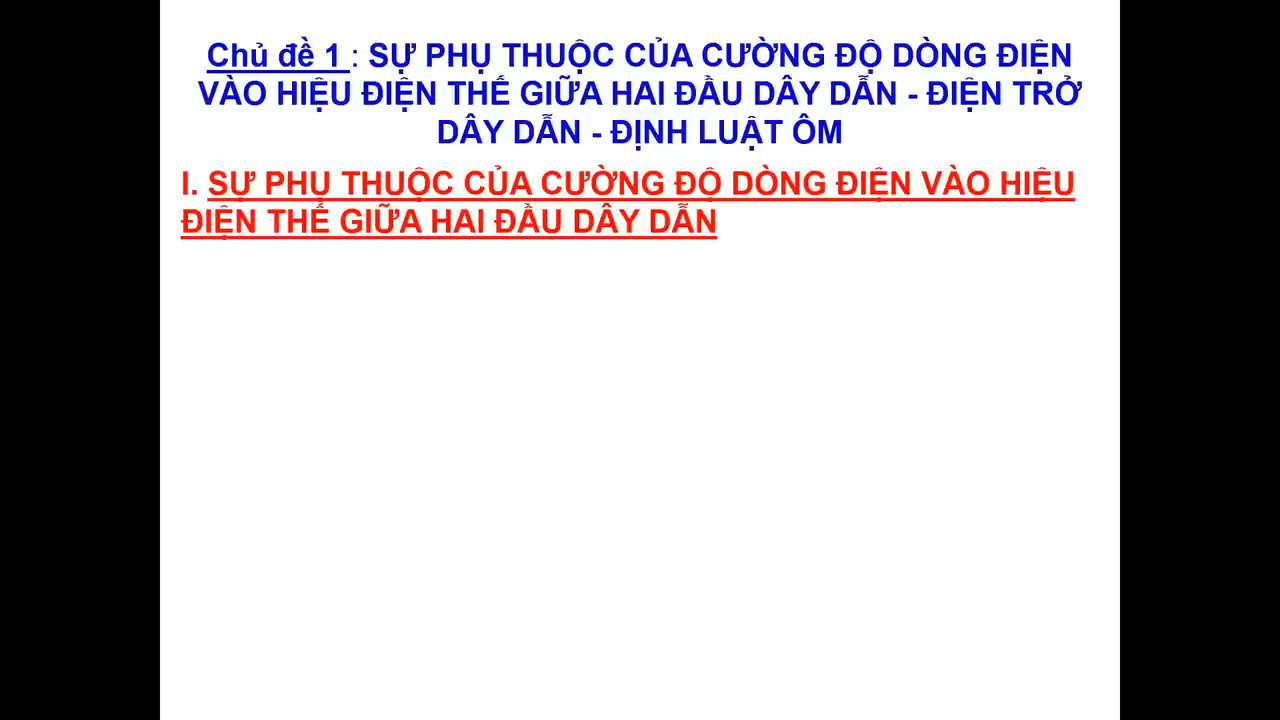 Chủ đề 1 : SỰ PHỤ THUỘC CỦA CƯỜNG ĐỘ DÒNG ĐIỆN
VÀO HIỆU ĐIỆN THẾ GIỮA HAI ĐẦU DÂY DẪN - ĐIỆN TRỞ
DÂY DẪN - ĐỊNH LUẬT ÔM
I. SỰ PHỤ THUỘC CỦA CƯỜNG ĐỘ DÒNG ĐIỆN VÀO HIỆU
ĐIỆN THẾ GIỮA HAI ĐẦU DÂY DẪN